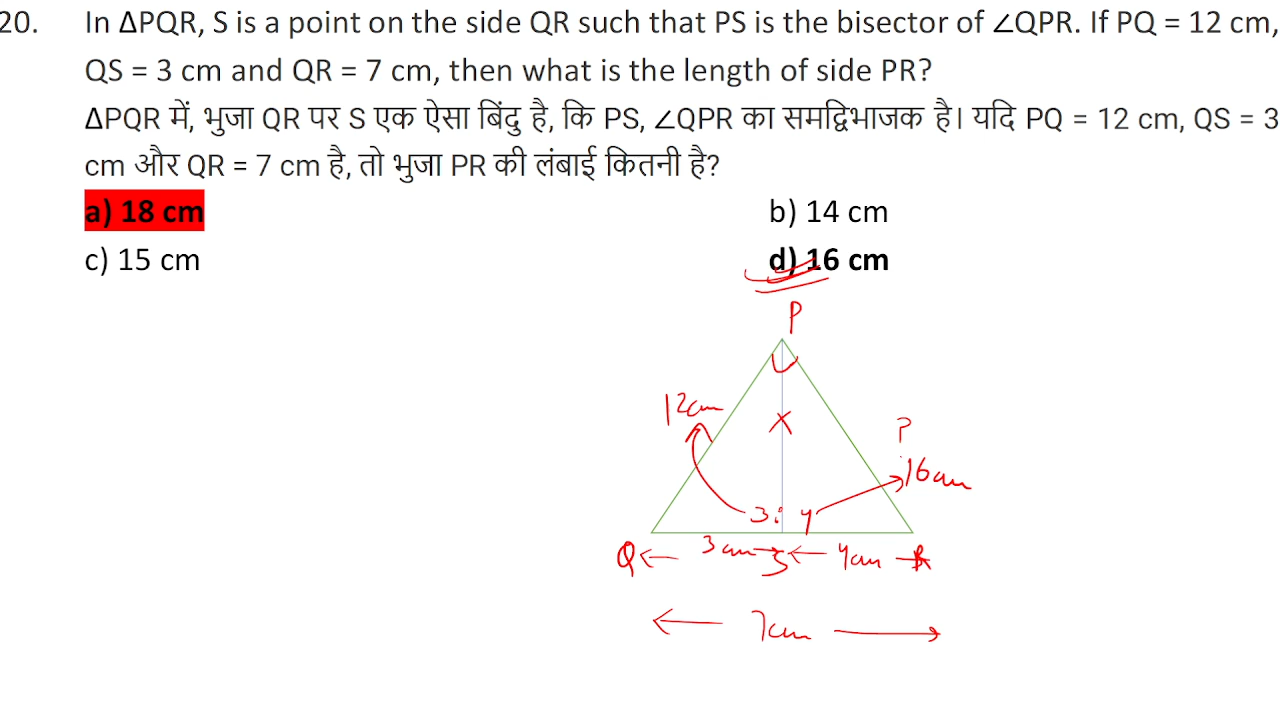 20. In ΔPQR, S is a point on the side QR such that PS is the bisector of ∠QPR. If PQ = 12 cm,
QS = 3 cm and QR = 7 cm, then what is the length of side PR?
ΔPQR में, भुजा QR पर S एक ऐसा बिंदु है, कि PS, ∠QPR का समद्विभाजक है। यदि PQ = 12 cm, QS = 3
cm और QR = 7 cm है, तो भुजा PR की लंबाई कितनी है?
a) 18 cm b) 14 cm
c) 15 cm d) 16 cm
P
12cm
?
16cm
3:4
Q 3cm S 4cm R
7cm